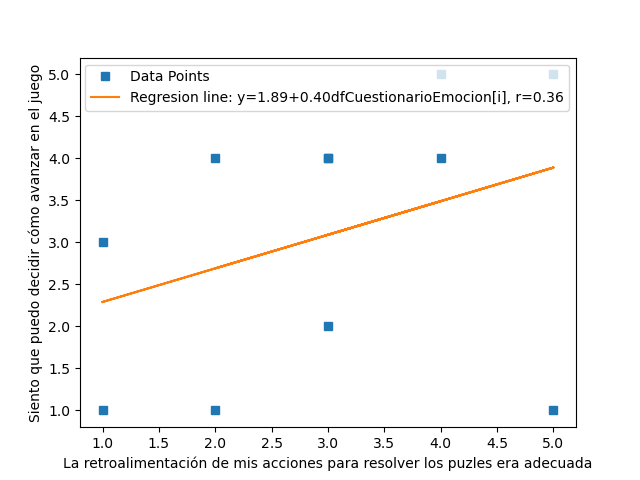 Data Points
Regresion line: y=1.89+0.40dfCuestionarioEmocion[i], r=0.36
Siento que puedo decidir cómo avanzar en el juego
5.0
4.5
4.0
3.5
3.0
2.5
2.0
1.5
1.0
1.0 1.5 2.0 2.5 3.0 3.5 4.0 4.5 5.0
La retroalimentación de mis acciones para resolver los puzles era adecuada